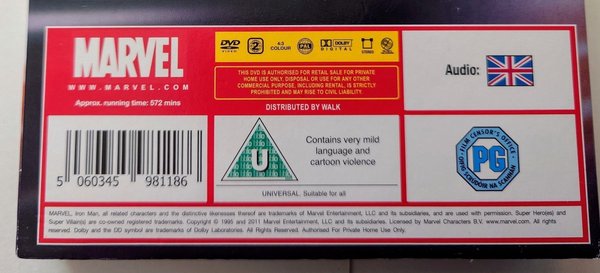 MARVEL
WWW.MARVEL.COM
Approx. running time: 572 mins
DVD VIDEO
2
4:3
COLOUR
PAL
DOLBY
DIGITAL
STEREO
THIS DVD IS AUTHORISED FOR RETAIL SALE FOR PRIVATE
HOME USE ONLY. DISPOSAL OR USE FOR ANY OTHER
COMMERCIAL PURPOSE, INCLUDING RENTAL, IS STRICTLY
PROHIBITED AND MAY RISE TO CIVIL LIABILITY.
DISTRIBUTED BY WALK
Audio:
5 060345 981186
U
Contains very mild
language and
cartoon violence
UNIVERSAL. Suitable for all
FILM CENSOR'S OFFICE
PG
OIFIG SCRÚDÓIR NA SCANNÁN
MARVEL, Iron Man, all related characters and the distinctive likenesses thereof are trademarks of Marvel Entertainment, LLC and its subsidiaries, and are used with permission. Super Hero(es) and
Super Villain(s) are co-owned registered trademarks. Copyright © 1995 and 2011 Marvel Entertainment, LLC and its subsidiaries. Licensed by Marvel Characters B.V. www.marvel.com. All rights
reserved. Dolby and the DD symbol are trademarks of Dolby Laboratories. All Rights Reserved. Authorised For Private Home Use Only.